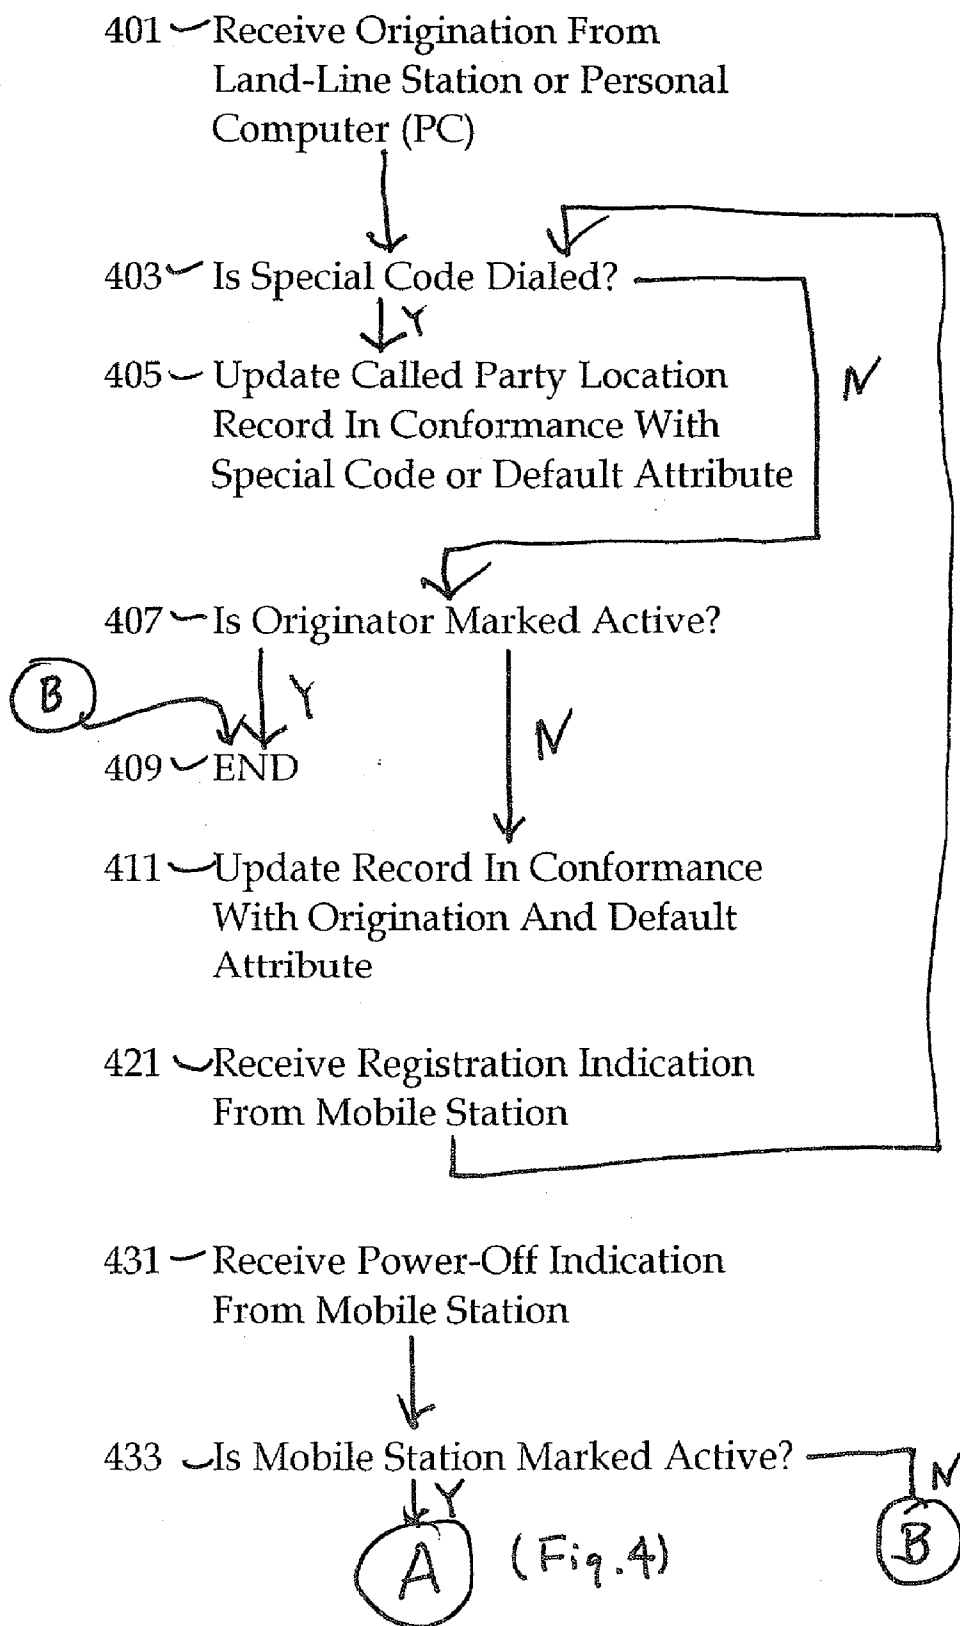 401 Receive Origination From
Land-Line Station or Personal
Computer (PC)
403 Is Special Code Dialed?
Y
405 Update Called Party Location
Record In Conformance With
Special Code or Default Attribute
N
407 Is Originator Marked Active?
B
Y
N
409 END
411 Update Record In Conformance
With Origination And Default
Attribute
421 Receive Registration Indication
From Mobile Station
431 Receive Power-Off Indication
From Mobile Station
433 Is Mobile Station Marked Active?
N
Y
A (Fig.4)
B